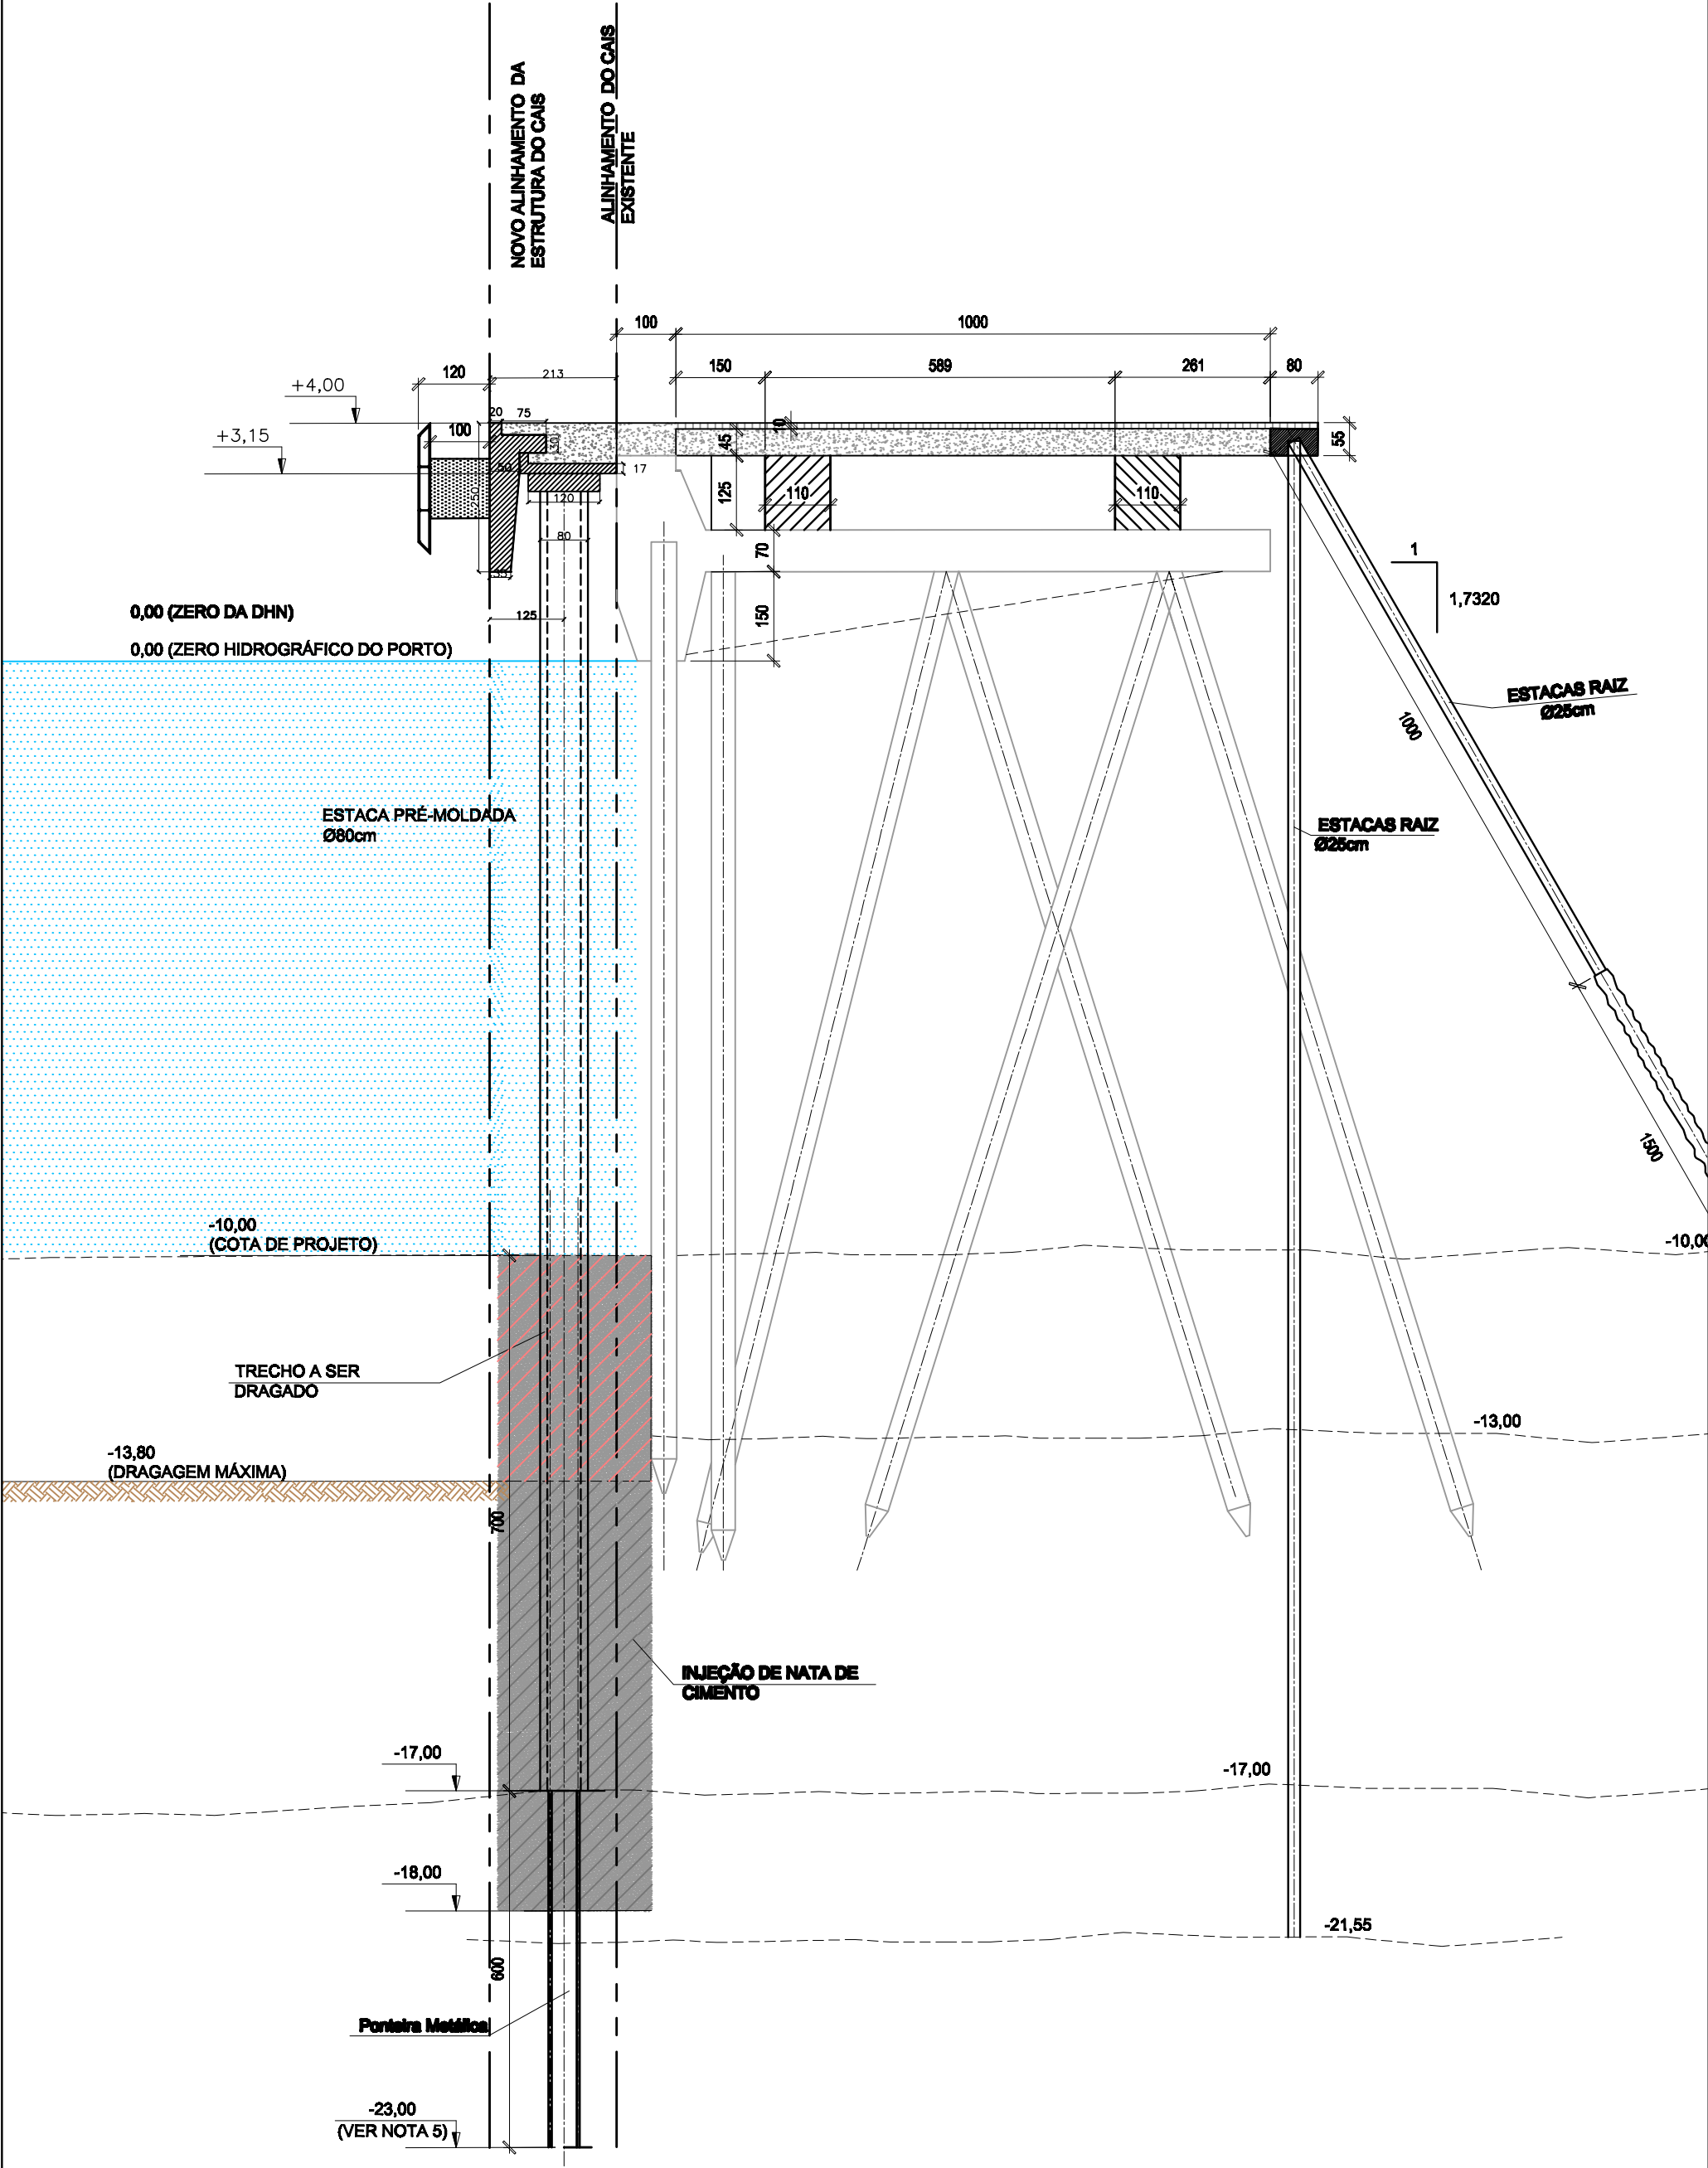 NOVO ALINHAMENTO DA
ESTRUTURA DO CAIS
ALINHAMENTO DO CAIS
EXISTENTE
100
1000
120
213
150
589
261
80
+4,00
20
75
10
+3,15
100
30
45
55
50
17
250
120
125
110
110
80
70
35
1
1,7320
125
150
0,00 (ZERO DA DHN)
0,00 (ZERO HIDROGRÁFICO DO PORTO)
ESTACAS RAIZ
Ø25cm
1000
ESTACA PRÉ-MOLDADA
Ø80cm
ESTACAS RAIZ
Ø25cm
1500
-10,00
(COTA DE PROJETO)
-10,00
TRECHO A SER
DRAGADO
-13,00
-13,80
(DRAGAGEM MÁXIMA)
700
INJEÇÃO DE NATA DE
CIMENTO
-17,00
-17,00
-18,00
-21,55
600
Ponteira Metálica
-23,00
(VER NOTA 5)